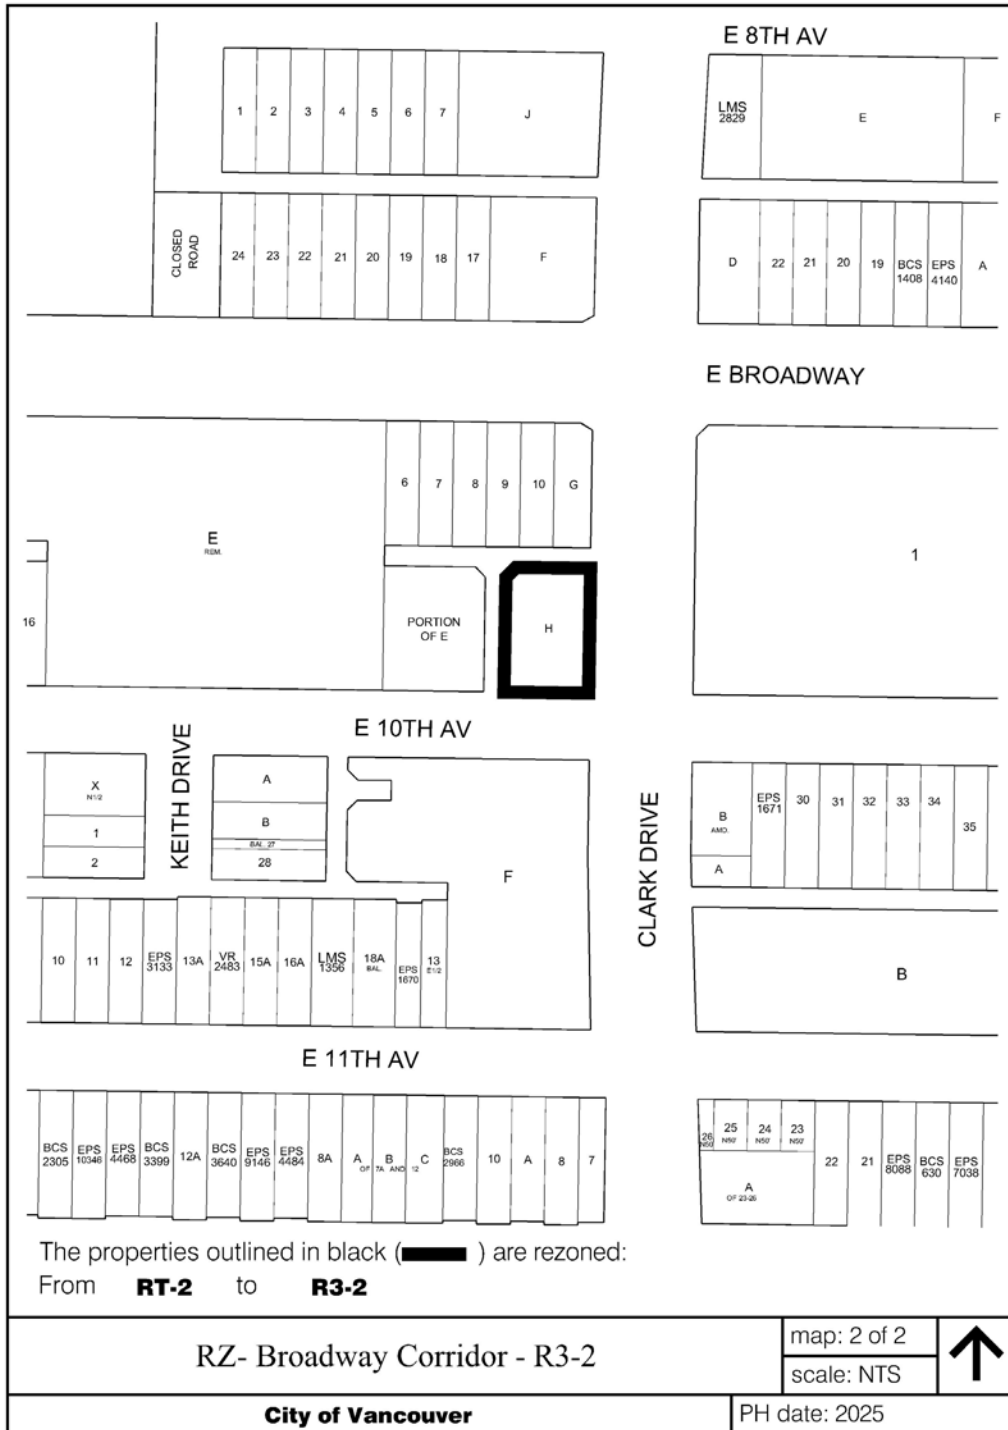 E 8TH AV
1 2 3 4 5 6 7 J
LMS 2829 E F
CLOSED ROAD
24 23 22 21 20 19 18 17 F
D 22 21 20 19 BCS 1408 EPS 4140 A
E BROADWAY
6 7 8 9 10 G
E
REM.
1
16
PORTION
OF E
H
E 10TH AV
KEITH DRIVE
CLARK DRIVE
X
N1/2
1
2
A
B
BAL. 27
28
F
B
AMD.
A
EPS 1671 30 31 32 33 34 35
10 11 12 EPS 3133 13A VR 2483 15A 16A LMS 1356 18A BAL. EPS 1670 13 E1/2
B
E 11TH AV
BCS 2305 EPS 10346 EPS 4468 BCS 3399 12A BCS 3640 EPS 9146 EPS 4484 8A A B C BCS 2966 10 A 8 7
OF 7A AND 12
26 N50' 25 N50' 24 N50' 23 N50'
A
OF 23-26
22 21 EPS 8088 BCS 630 EPS 7038
The properties outlined in black ( ) are rezoned:
From RT-2 to R3-2
RZ- Broadway Corridor - R3-2
map: 2 of 2
scale: NTS
City of Vancouver
PH date: 2025